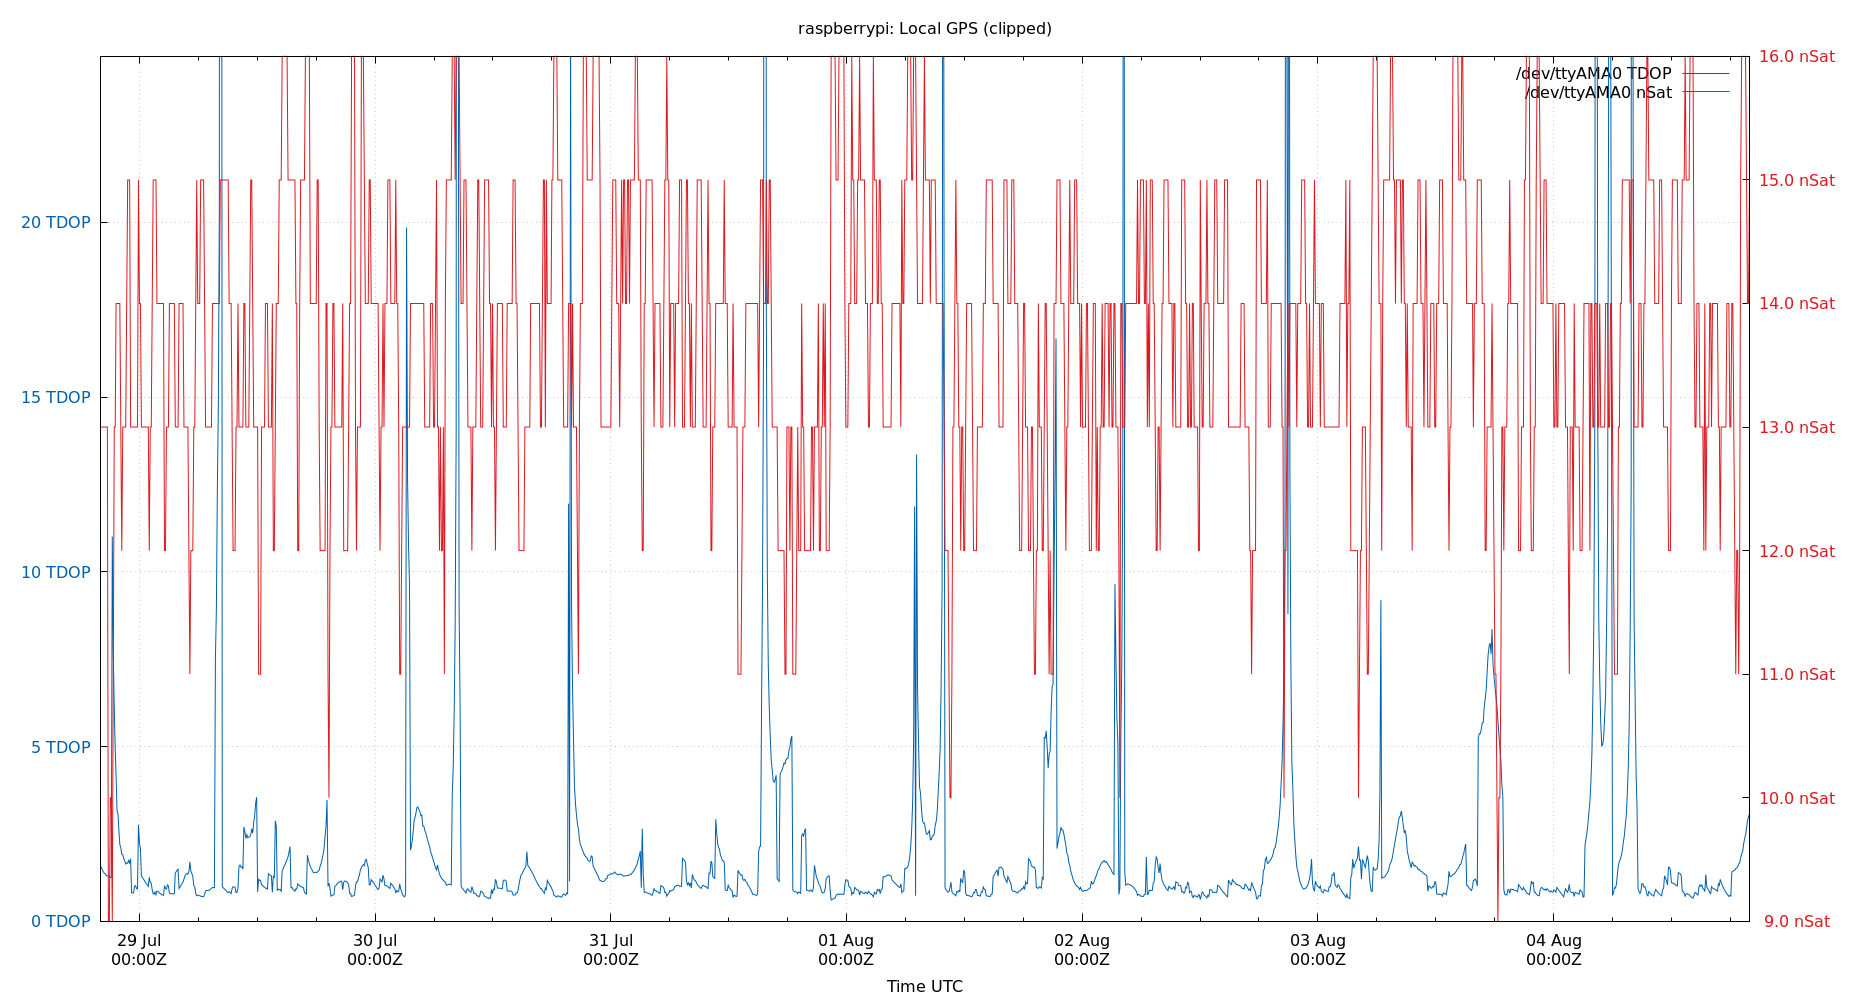 raspberrypi: Local GPS (clipped)
/dev/ttyAMA0 TDOP
/dev/ttyAMA0 nSat
20 TDOP
15 TDOP
10 TDOP
5 TDOP
0 TDOP
16.0 nSat
15.0 nSat
14.0 nSat
13.0 nSat
12.0 nSat
11.0 nSat
10.0 nSat
9.0 nSat
29 Jul
00:00Z
30 Jul
00:00Z
31 Jul
00:00Z
01 Aug
00:00Z
02 Aug
00:00Z
03 Aug
00:00Z
04 Aug
00:00Z
Time UTC